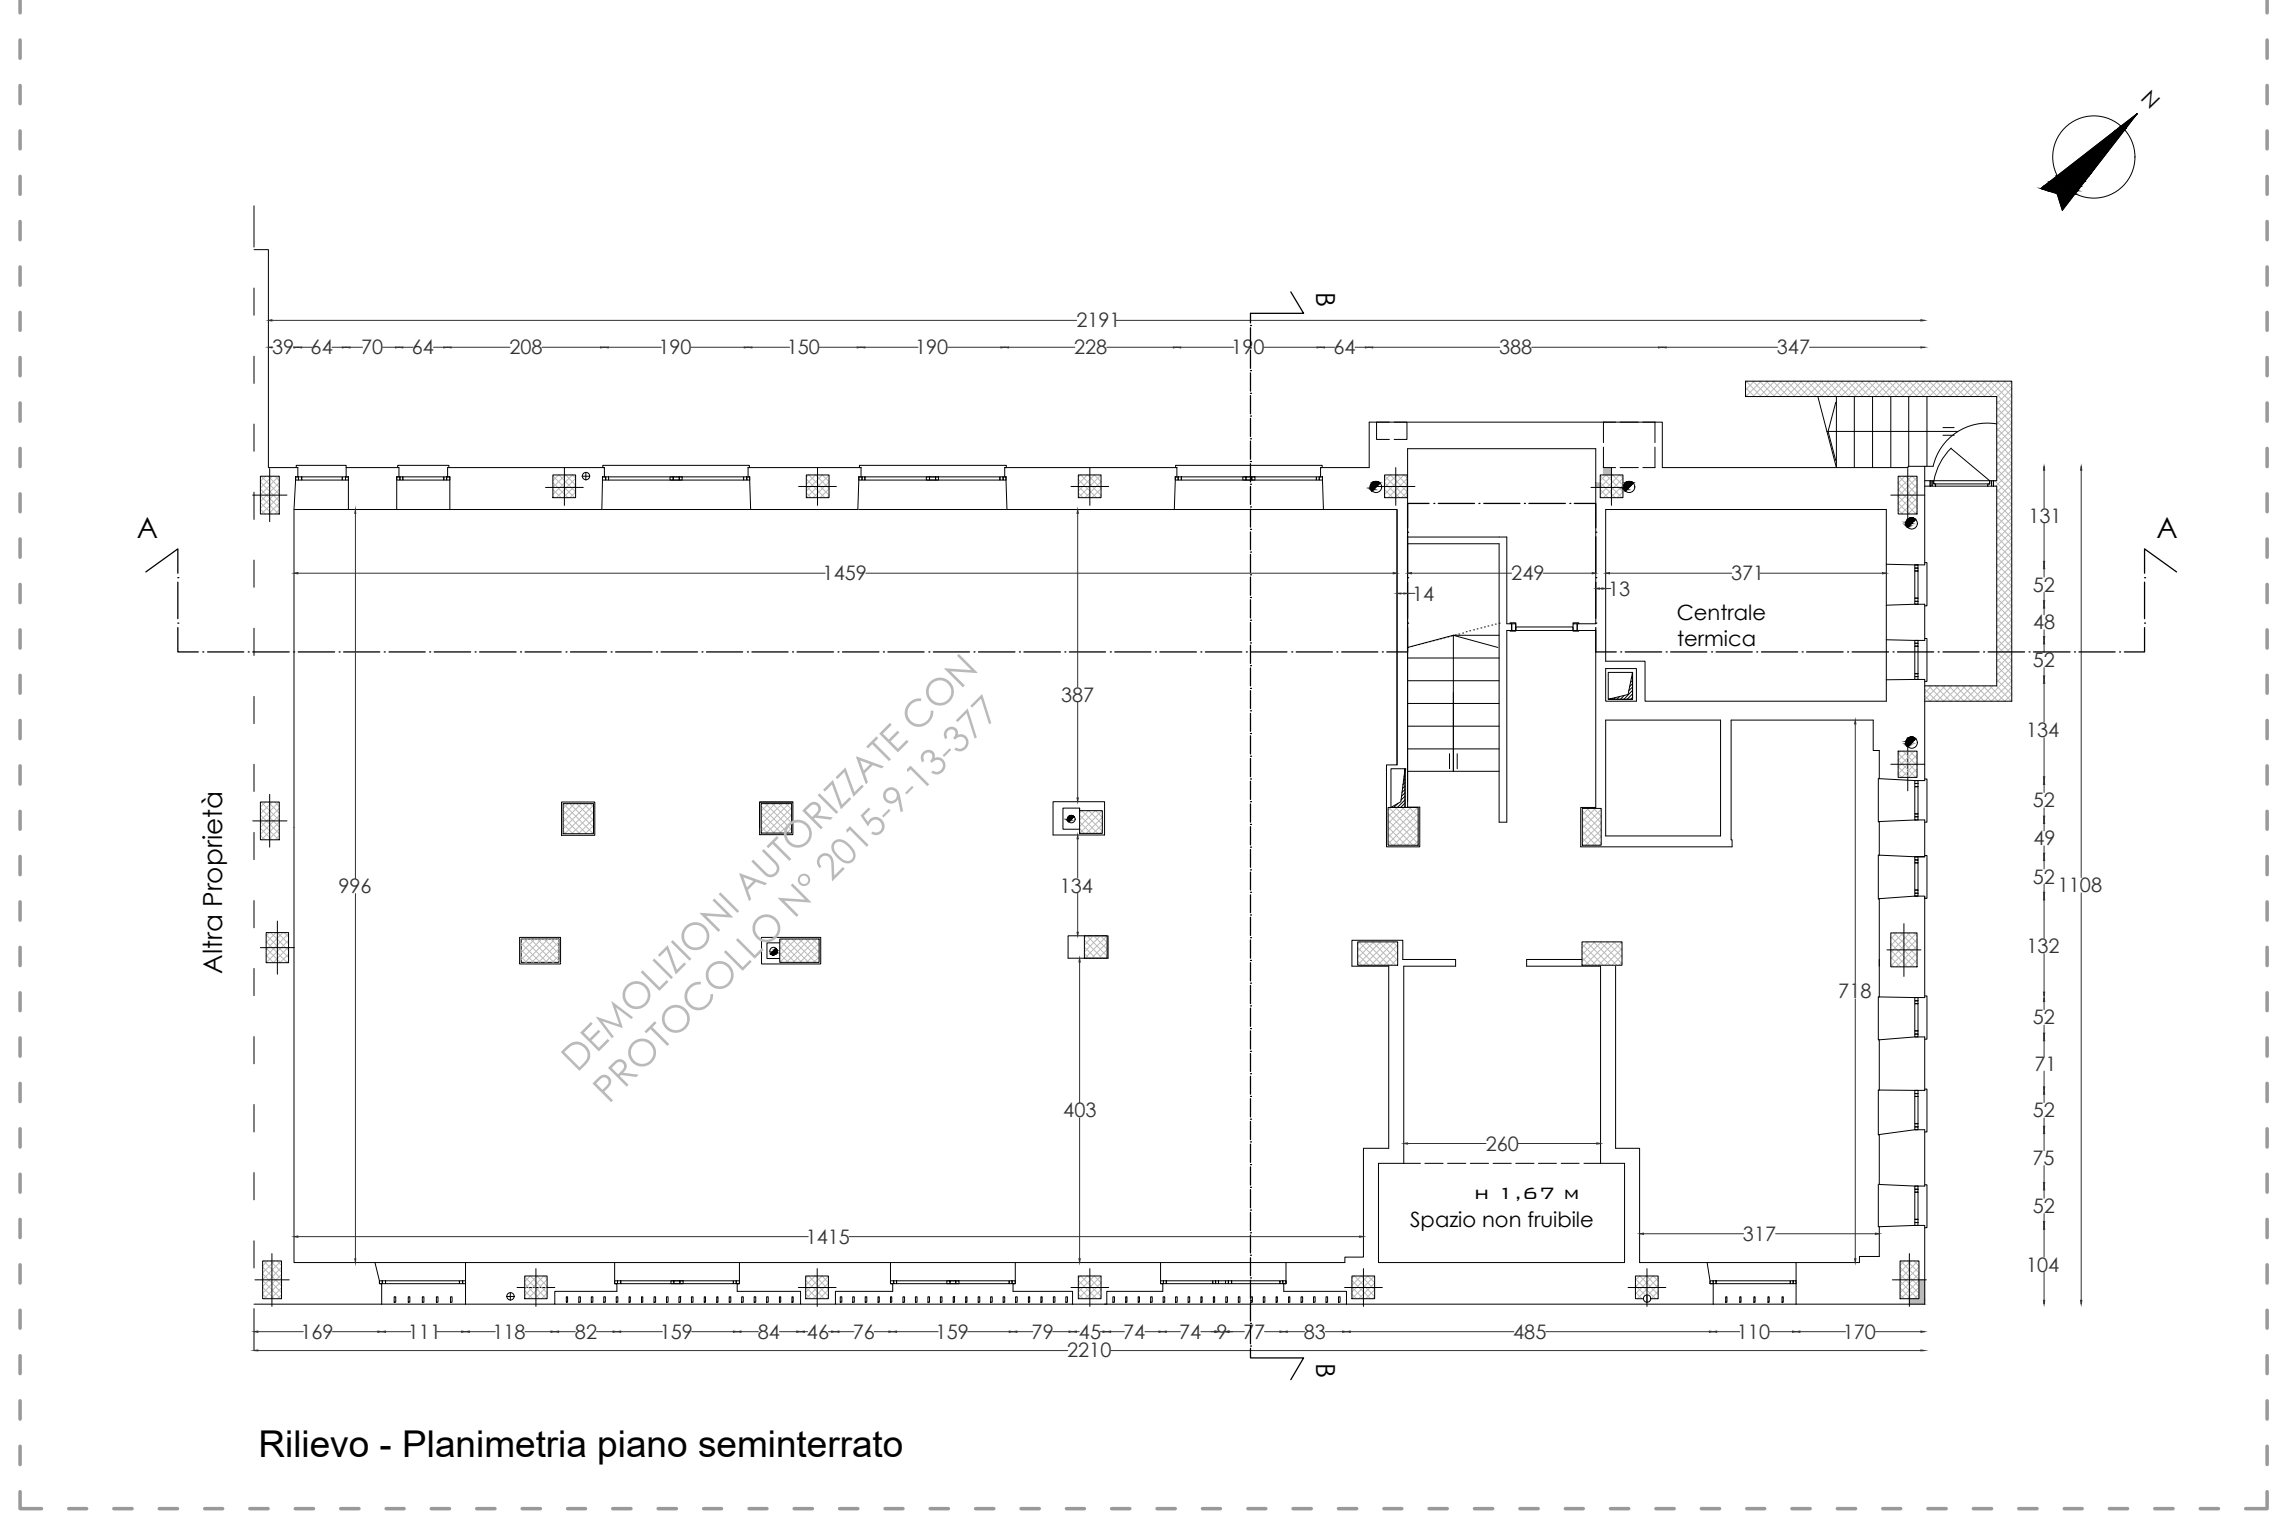 N
B
2191
39 64 70 64 208 190 150 190 228 190 64 388 347
A
A
131
1459
249
371
14
13
52
Centrale
termica
48
52
387
134
DEMOLIZIONI AUTORIZZATE CON
PROTOCOLLO N° 2015-9-13-377
Altra Proprietà
52
49
996
134
52
1108
132
718
52
71
403
52
260
75
H 1,67 M
52
Spazio non fruibile
1415
317
104
169 111 118 82 159 84 46 76 159 79 45 74 74 9 77 83 485 110 170
2210
B
Rilievo - Planimetria piano seminterrato